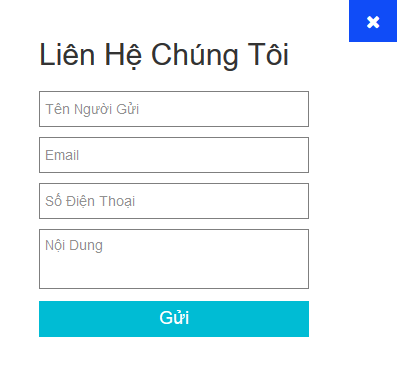 Liên Hệ Chúng Tôi
Tên Người Gửi
Email
Số Điện Thoại
Nội Dung
Gửi